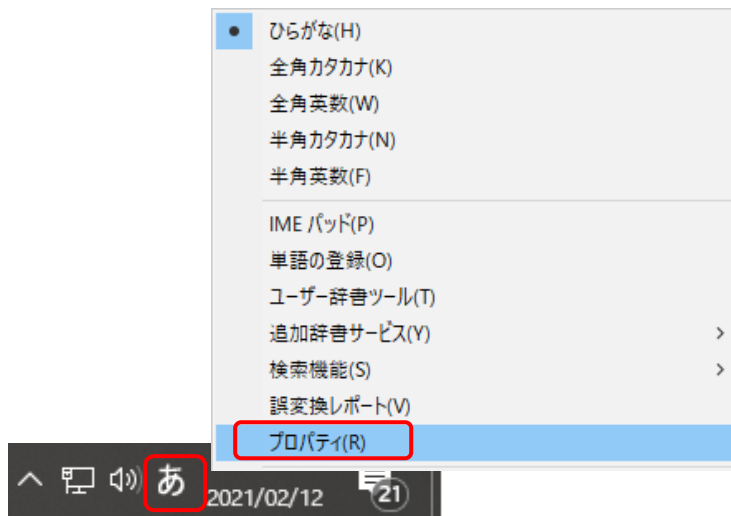 ひらがな(H)
全角カタカナ(K)
全角英数(W)
半角カタカナ(N)
半角英数(F)
IME パッド(P)
単語の登録(O)
ユーザー辞書ツール(T)
追加辞書サービス(Y)
検索機能(S)
誤変換レポート(V)
プロパティ(R)
あ
2021/02/12
21